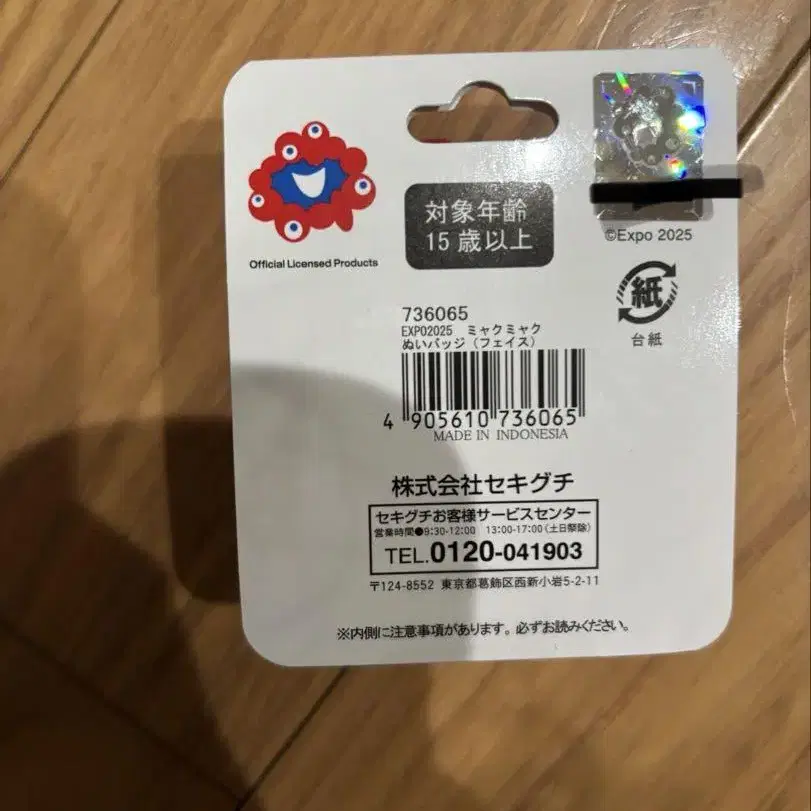 Official Licensed Products
対象年齢
15歳以上
©Expo 2025
紙
台紙
736065
EXPO2025 ミャクミャク
ぬいバッジ（フェイス）
4 905610 736065
MADE IN INDONESIA
株式会社セキグチ
セキグチお客様サービスセンター
営業時間●9:30-12:00 13:00-17:00（土日祭除）
TEL.0120-041903
〒124-8552 東京都葛飾区西新小岩5-2-11
※内側に注意事項があります。必ずお読みください。